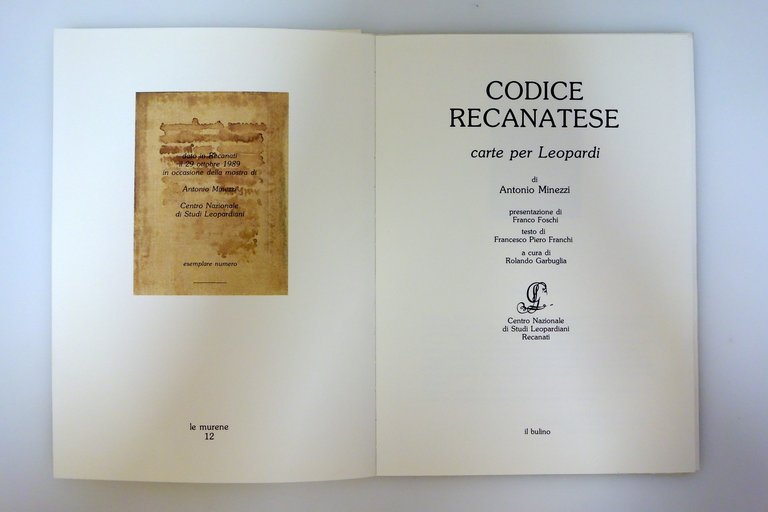 dato in Recanati
il 29 ottobre 1989
in occasione della mostra di
Antonio Minezzi
Centro Nazionale
di Studi Leopardiani
esemplare numero
le murene
12
CODICE
RECANATESE
carte per Leopardi
di
Antonio Minezzi
presentazione di
Franco Foschi
testo di
Francesco Piero Franchi
a cura di
Rolando Garbuglia
Centro Nazionale
di Studi Leopardiani
Recanati
il bulino